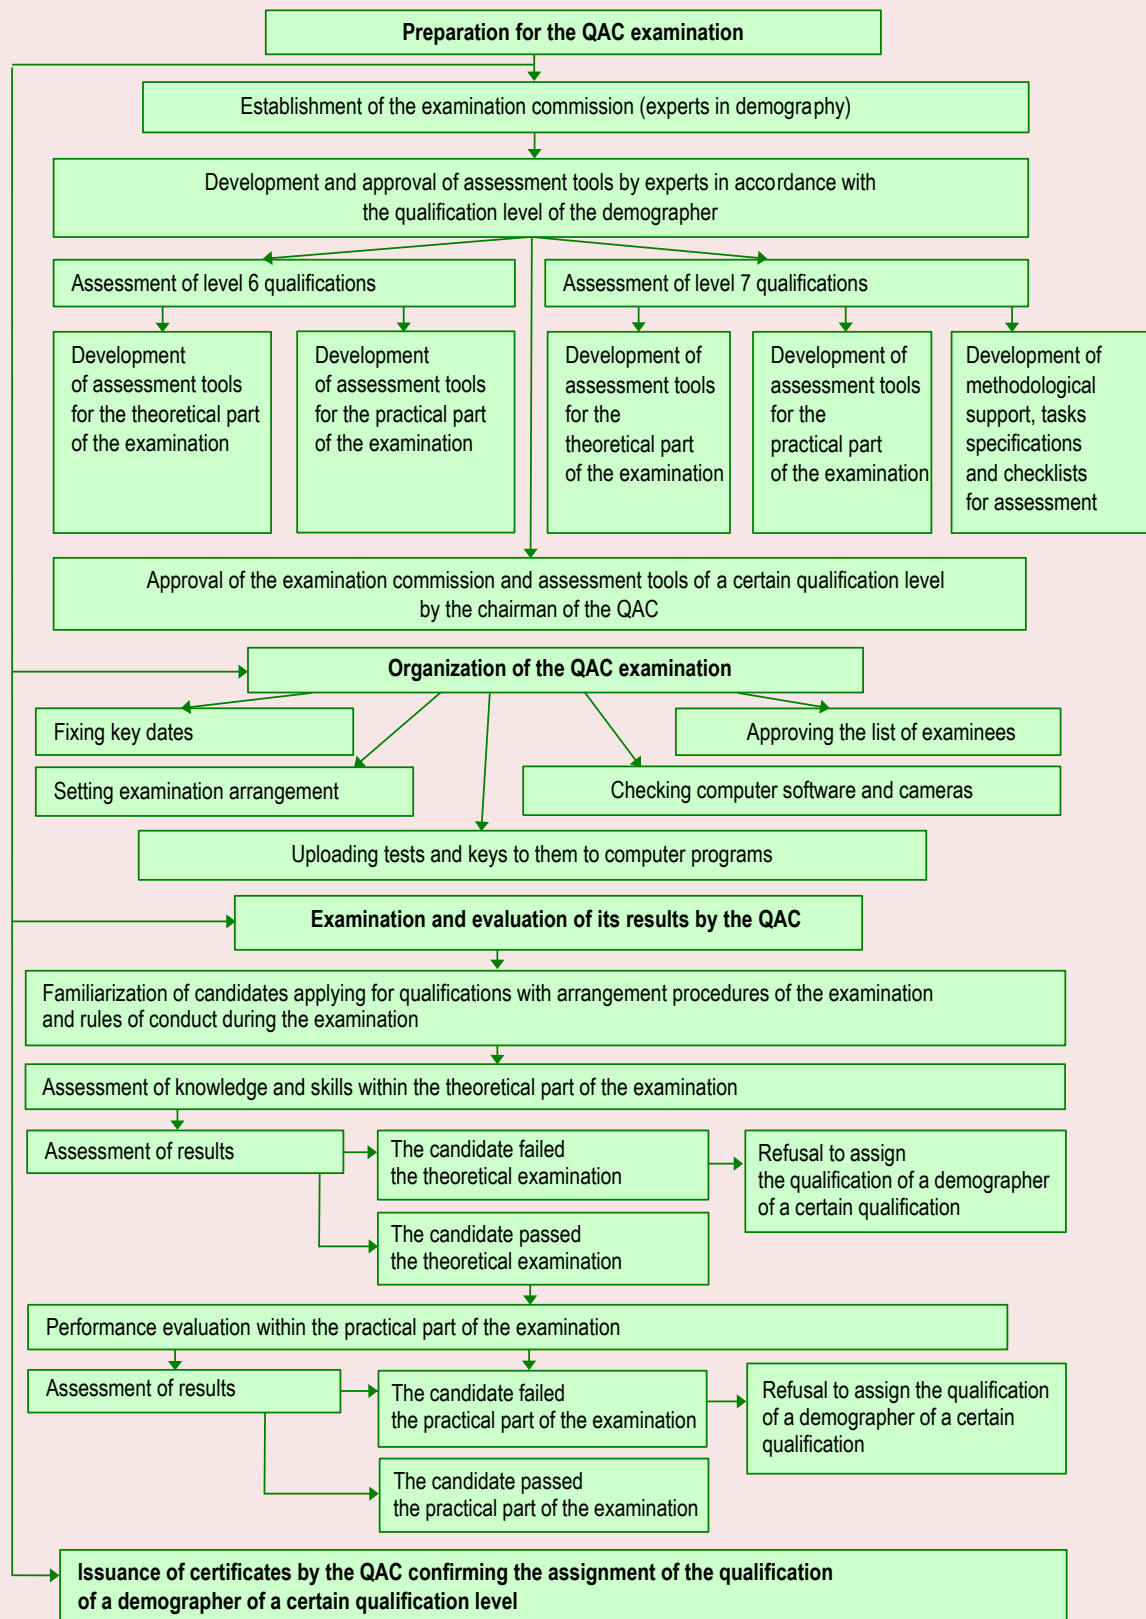 Preparation for the QAC examination
Establishment of the examination commission (experts in demography)
Development and approval of assessment tools by experts in accordance with
the qualification level of the demographer
Assessment of level 6 qualifications
Assessment of level 7 qualifications
Development
of assessment tools
for the theoretical part
of the examination
Development
of assessment tools
for the practical part
of the examination
Development of
assessment tools
for the
theoretical part
of the examination
Development of
assessment tools
for the
practical part
of the examination
Development of
methodological
support, tasks
specifications
and checklists
for assessment
Approval of the examination commission and assessment tools of a certain qualification level
by the chairman of the QAC
Organization of the QAC examination
Fixing key dates
Approving the list of examinees
Setting examination arrangement
Checking computer software and cameras
Uploading tests and keys to them to computer programs
Examination and evaluation of its results by the QAC
Familiarization of candidates applying for qualifications with arrangement procedures of the examination
and rules of conduct during the examination
Assessment of knowledge and skills within the theoretical part of the examination
Assessment of results
The candidate failed
the theoretical examination
Refusal to assign
the qualification of a demographer
of a certain qualification
The candidate passed
the theoretical examination
Performance evaluation within the practical part of the examination
Assessment of results
The candidate failed
the practical part of the examination
Refusal to assign the qualification
of a demographer of a certain
qualification
The candidate passed
the practical part of the examination
Issuance of certificates by the QAC confirming the assignment of the qualification
of a demographer of a certain qualification level